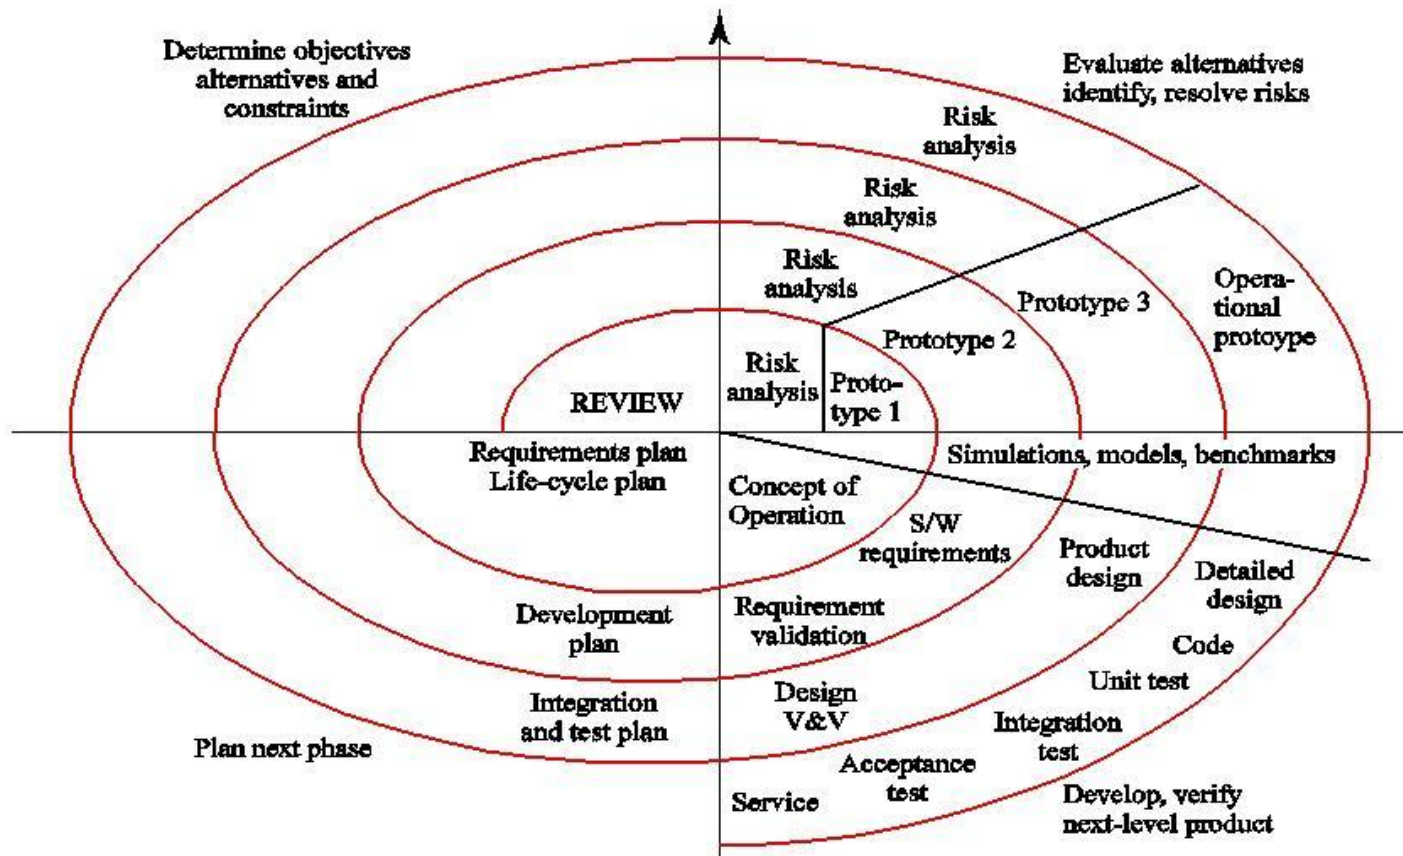 Determine objectives
alternatives and
constraints
Evaluate alternatives
identify, resolve risks
Risk
analysis
Risk
analysis
Risk
analysis
Opera-
tional
protoype
Prototype 3
Prototype 2
Risk
analysis
Proto-
type 1
REVIEW
Requirements plan
Life-cycle plan
Simulations, models, benchmarks
Concept of
Operation
S/W
requirements
Product
design
Detailed
design
Development
plan
Requirement
validation
Code
Unit test
Integration
and test plan
Design
V&V
Integration
test
Plan next phase
Acceptance
test
Service
Develop, verify
next-level product